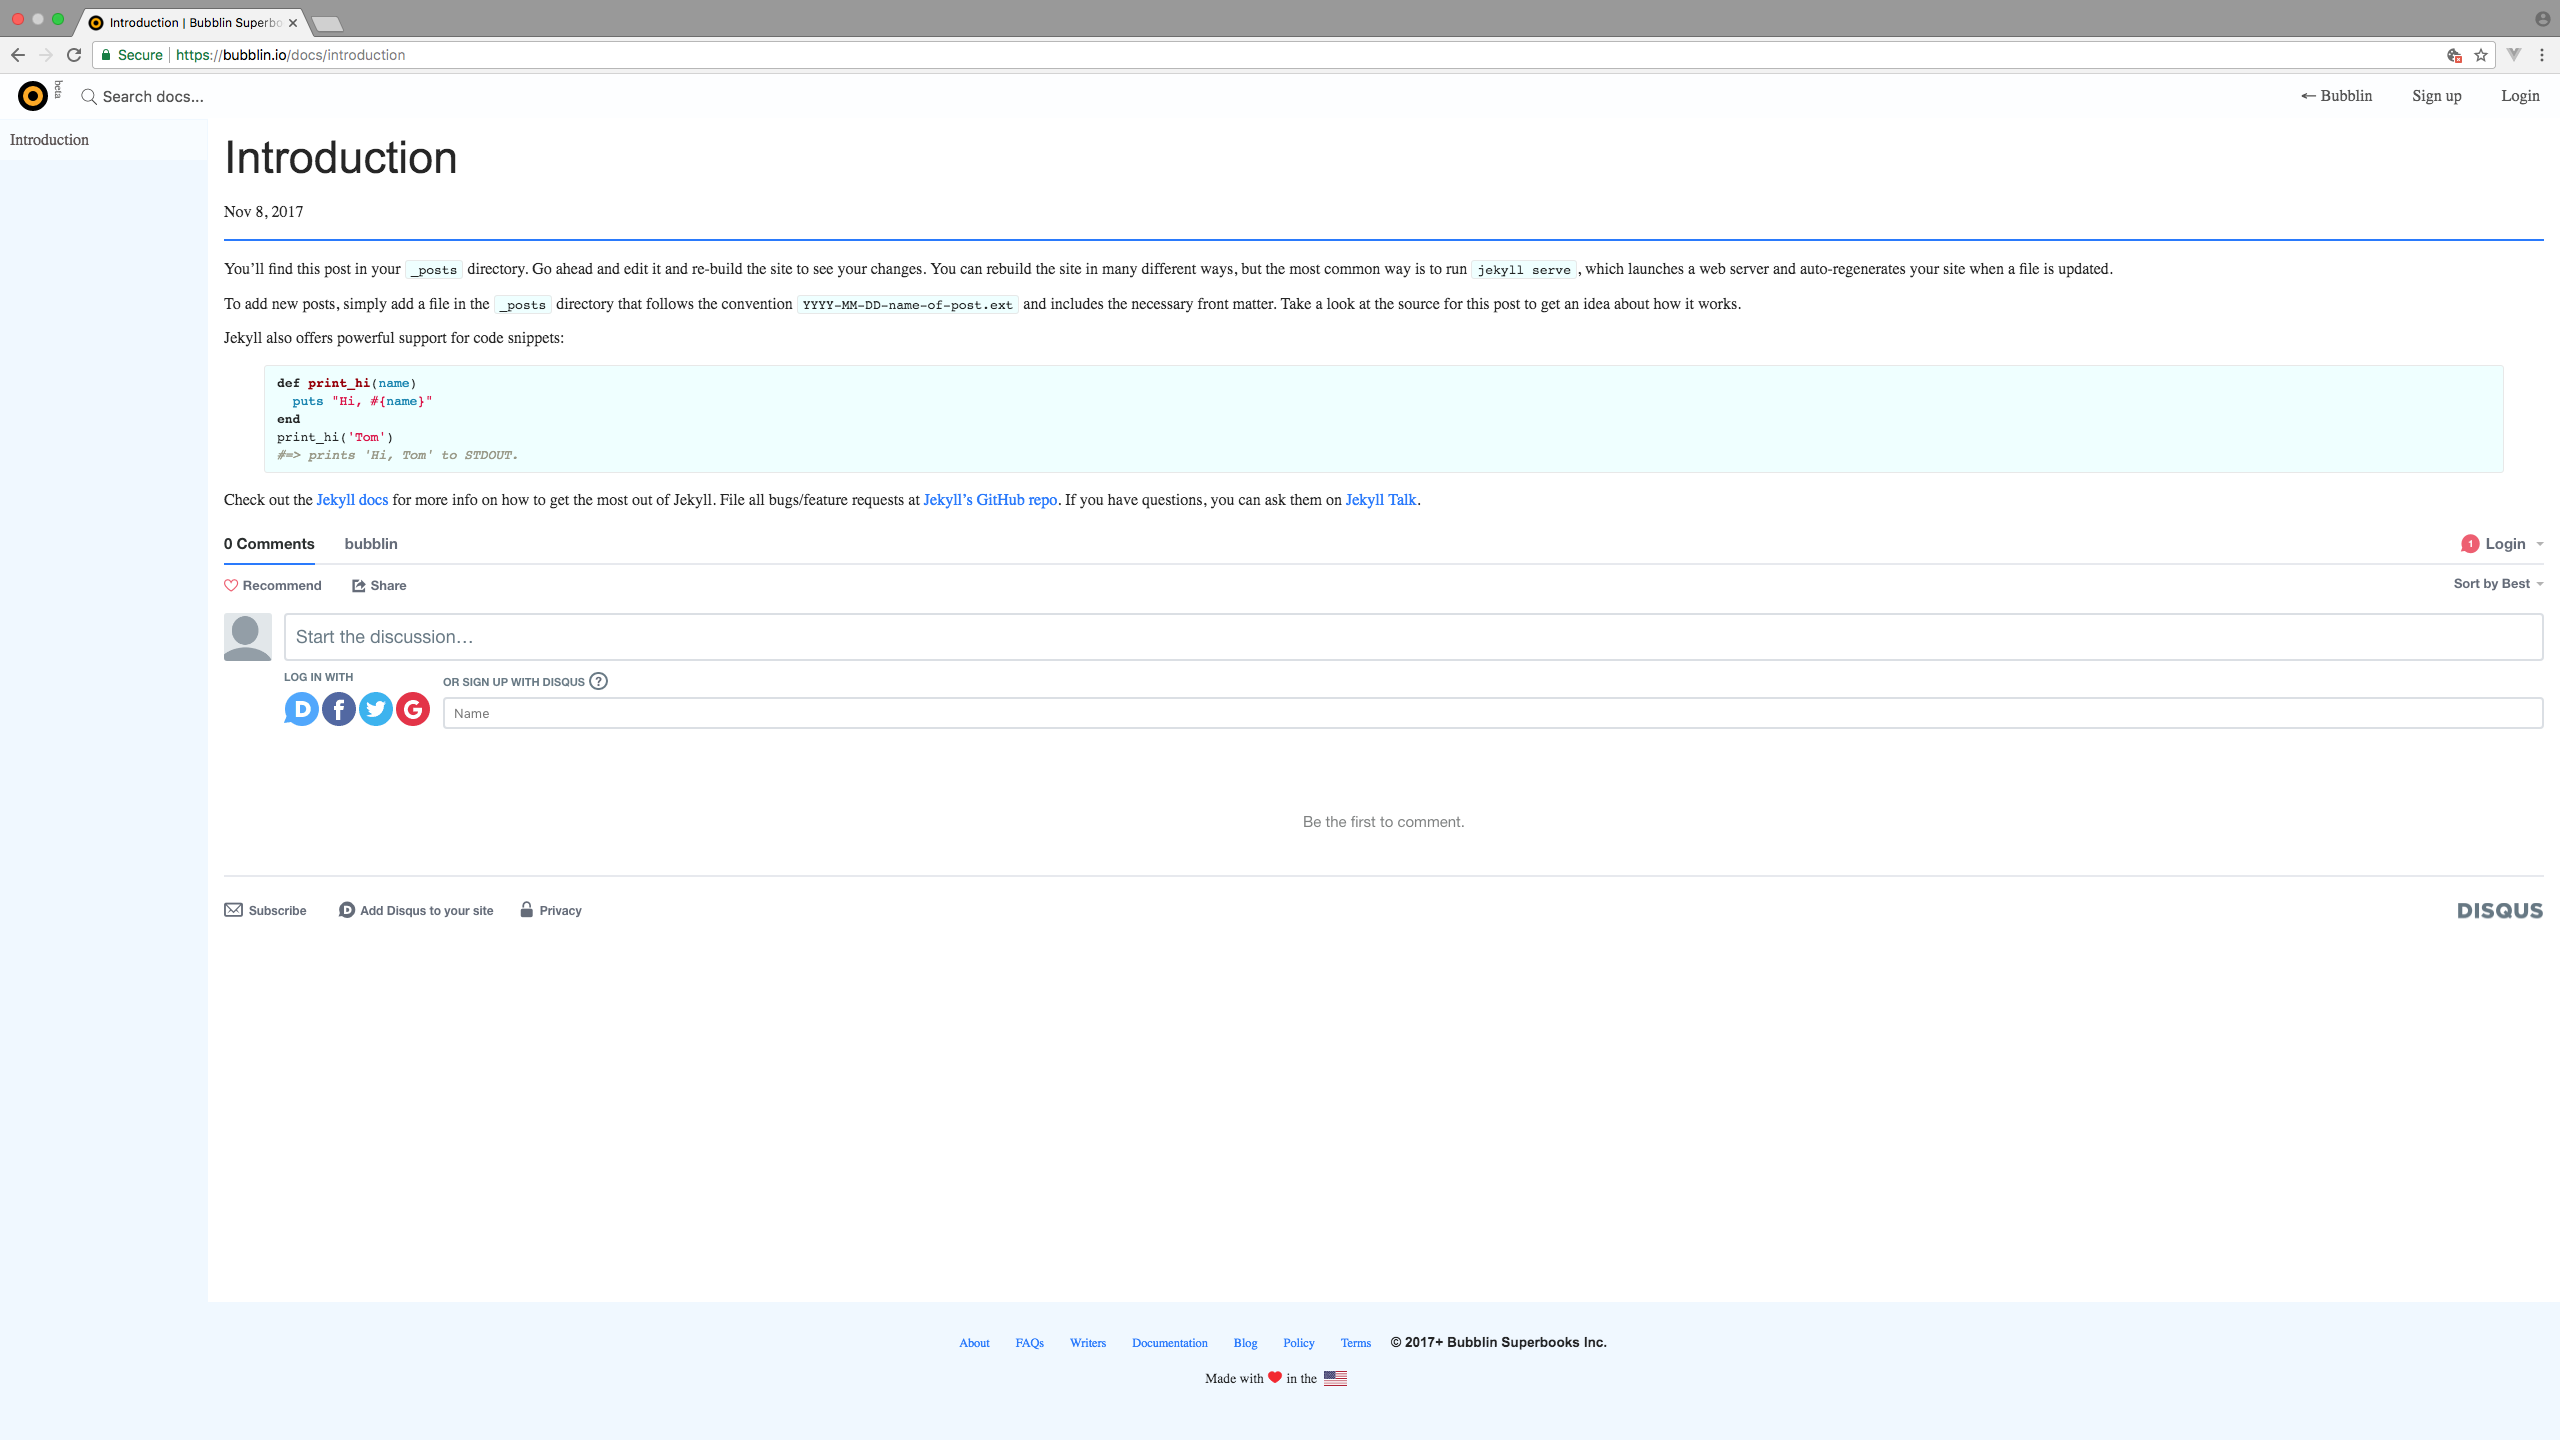 Introduction | Bubblin Superbo
Secure https://bubblin.io/docs/introduction
beta
Search docs...
← Bubblin Sign up Login
Introduction
Introduction
Nov 8, 2017
You’ll find this post in your _posts directory. Go ahead and edit it and re-build the site to see your changes. You can rebuild the site in many different ways, but the most common way is to run jekyll serve, which launches a web server and auto-regenerates your site when a file is updated.
To add new posts, simply add a file in the _posts directory that follows the convention YYYY-MM-DD-name-of-post.ext and includes the necessary front matter. Take a look at the source for this post to get an idea about how it works.
Jekyll also offers powerful support for code snippets:
def print_hi(name)
  puts "Hi, #{name}"
end
print_hi('Tom')
#=> prints 'Hi, Tom' to STDOUT.
Check out the Jekyll docs for more info on how to get the most out of Jekyll. File all bugs/feature requests at Jekyll’s GitHub repo. If you have questions, you can ask them on Jekyll Talk.
0 Comments bubblin 1 Login
Recommend Share Sort by Best
Start the discussion…
LOG IN WITH
OR SIGN UP WITH DISQUS ?
D f G
Name
Be the first to comment.
Subscribe D Add Disqus to your site Privacy DISQUS
About FAQs Writers Documentation Blog Policy Terms © 2017+ Bubblin Superbooks Inc.
Made with ❤ in the 🇺🇸